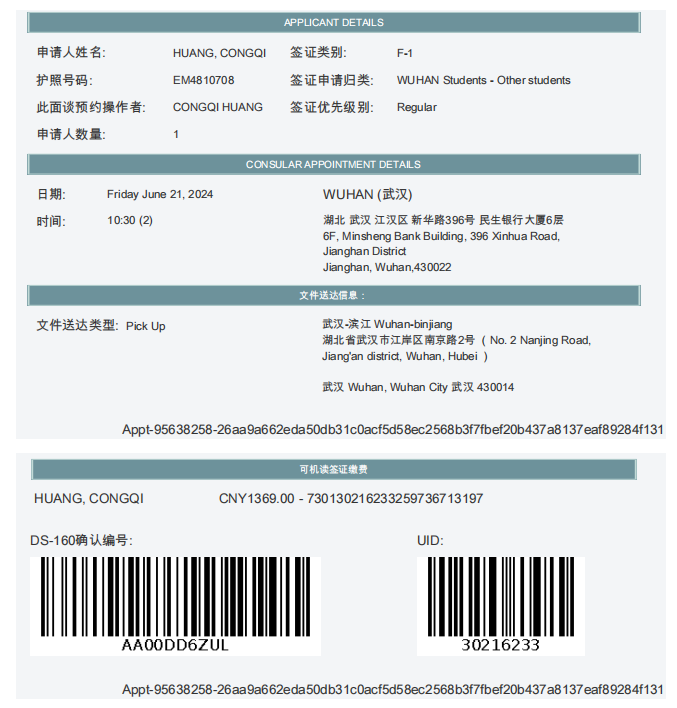 APPLICANT DETAILS
申请人姓名: HUANG, CONGQI 签证类别: F-1
护照号码: EM4810708 签证申请归类: WUHAN Students - Other students
此面谈预约操作者: CONGQI HUANG 签证优先级别: Regular
申请人数量: 1
CONSULAR APPOINTMENT DETAILS
日期: Friday June 21, 2024 WUHAN (武汉)
时间: 10:30 (2) 湖北 武汉 江汉区 新华路396号 民生银行大厦6层
6F, Minsheng Bank Building, 396 Xinhua Road,
Jianghan District
Jianghan, Wuhan,430022
文件送达信息：
文件送达类型: Pick Up 武汉-滨江 Wuhan-binjiang
湖北省武汉市江岸区南京路2号（ No. 2 Nanjing Road,
Jiang'an district, Wuhan, Hubei ）
武汉 Wuhan, Wuhan City 武汉 430014
Appt-95638258-26aa9a662eda50db31c0acf5d58ec2568b3f7fbef20b437a8137eaf89284f131
可机读签证缴费
HUANG, CONGQI CNY1369.00 - 730130216233259736713197
DS-160确认编号: UID:
AA00DD6ZUL 30216233
Appt-95638258-26aa9a662eda50db31c0acf5d58ec2568b3f7fbef20b437a8137eaf89284f131